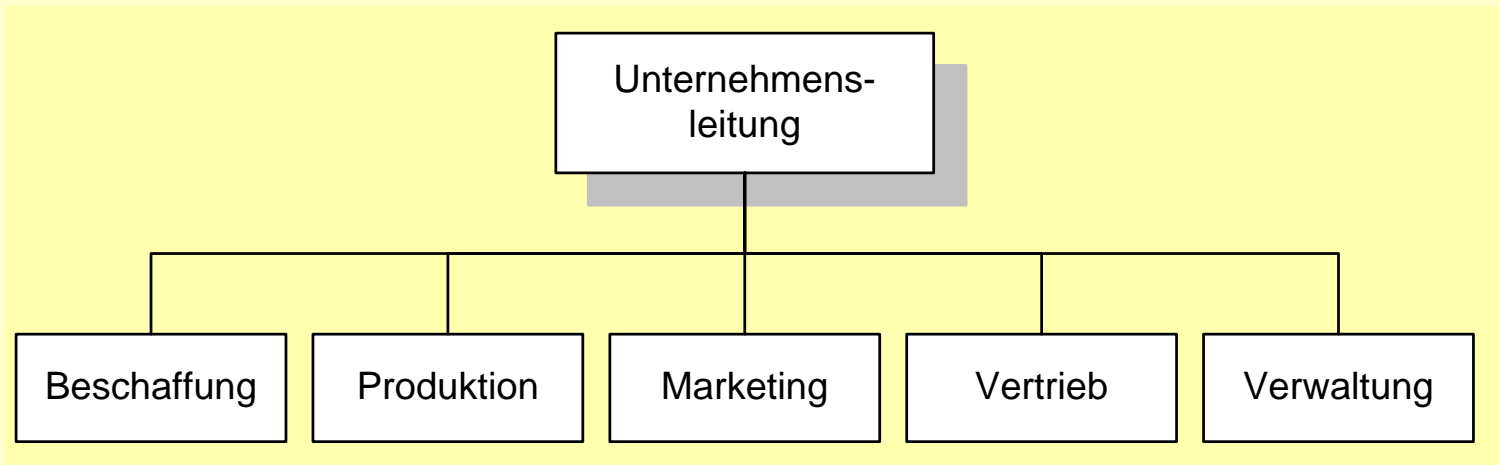 Unternehmens-
leitung
Beschaffung
Produktion
Marketing
Vertrieb
Verwaltung